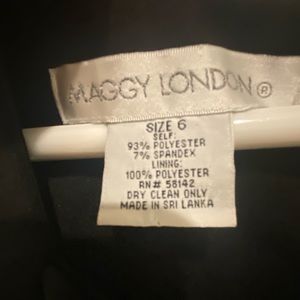 MAGGY LONDON®
SIZE 6
SELF:
93% POLYESTER
7% SPANDEX
LINING:
100% POLYESTER
RN# 58142
DRY CLEAN ONLY
MADE IN SRI LANKA